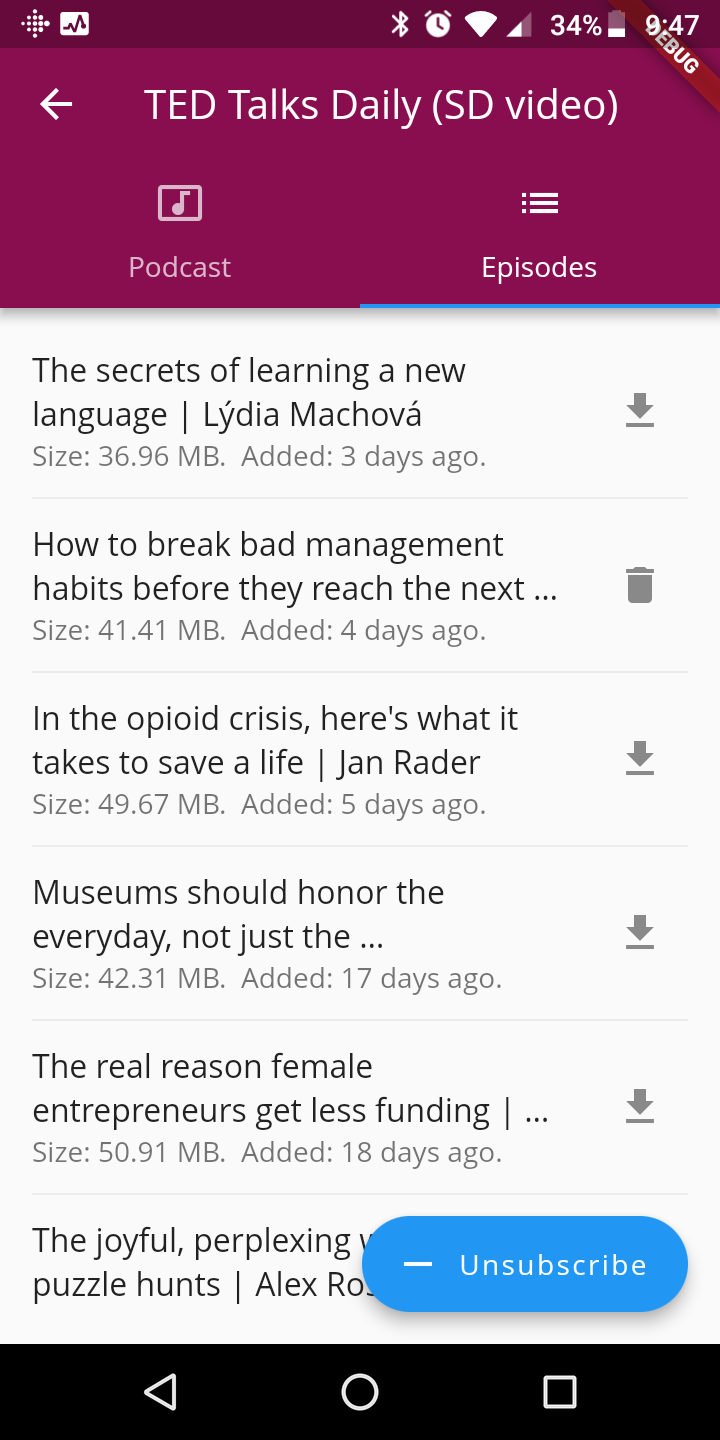 34% 9:47
DEBUG
TED Talks Daily (SD video)
Podcast Episodes
The secrets of learning a new
language | Lýdia Machová
Size: 36.96 MB.  Added: 3 days ago.
How to break bad management
habits before they reach the next ...
Size: 41.41 MB.  Added: 4 days ago.
In the opioid crisis, here's what it
takes to save a life | Jan Rader
Size: 49.67 MB.  Added: 5 days ago.
Museums should honor the
everyday, not just the ...
Size: 42.31 MB.  Added: 17 days ago.
The real reason female
entrepreneurs get less funding | ...
Size: 50.91 MB.  Added: 18 days ago.
The joyful, perplexing
puzzle hunts | Alex
Unsubscribe